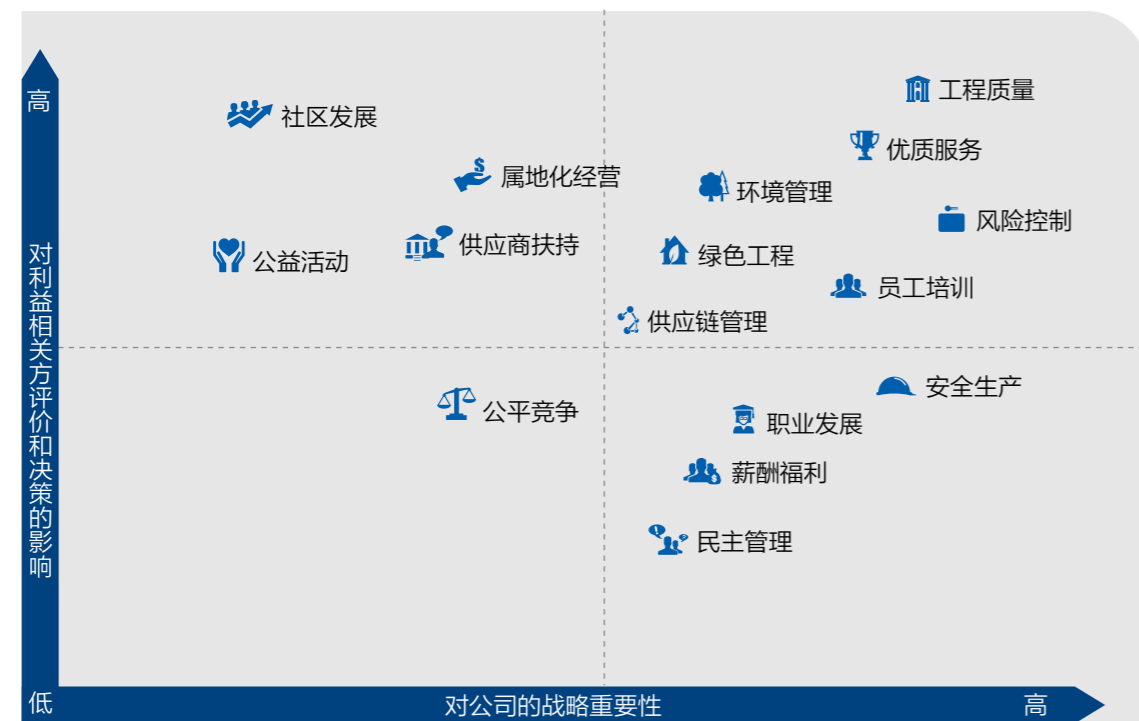 高
对利益相关方评价和决策的影响
工程质量
社区发展
优质服务
属地化经营
环境管理
风险控制
供应商扶持
绿色工程
公益活动
员工培训
供应链管理
安全生产
公平竞争
职业发展
薪酬福利
民主管理
低
对公司的战略重要性
高